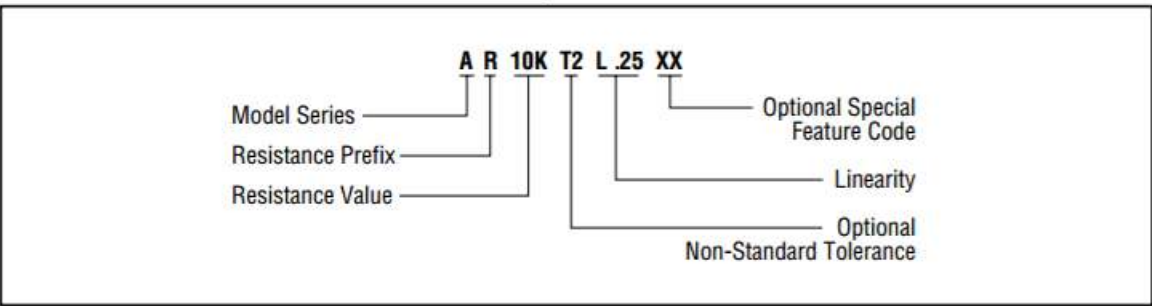 A R 10K T2 L .25 XX
Model Series
Resistance Prefix
Resistance Value
Optional Special
Feature Code
Linearity
Optional
Non-Standard Tolerance